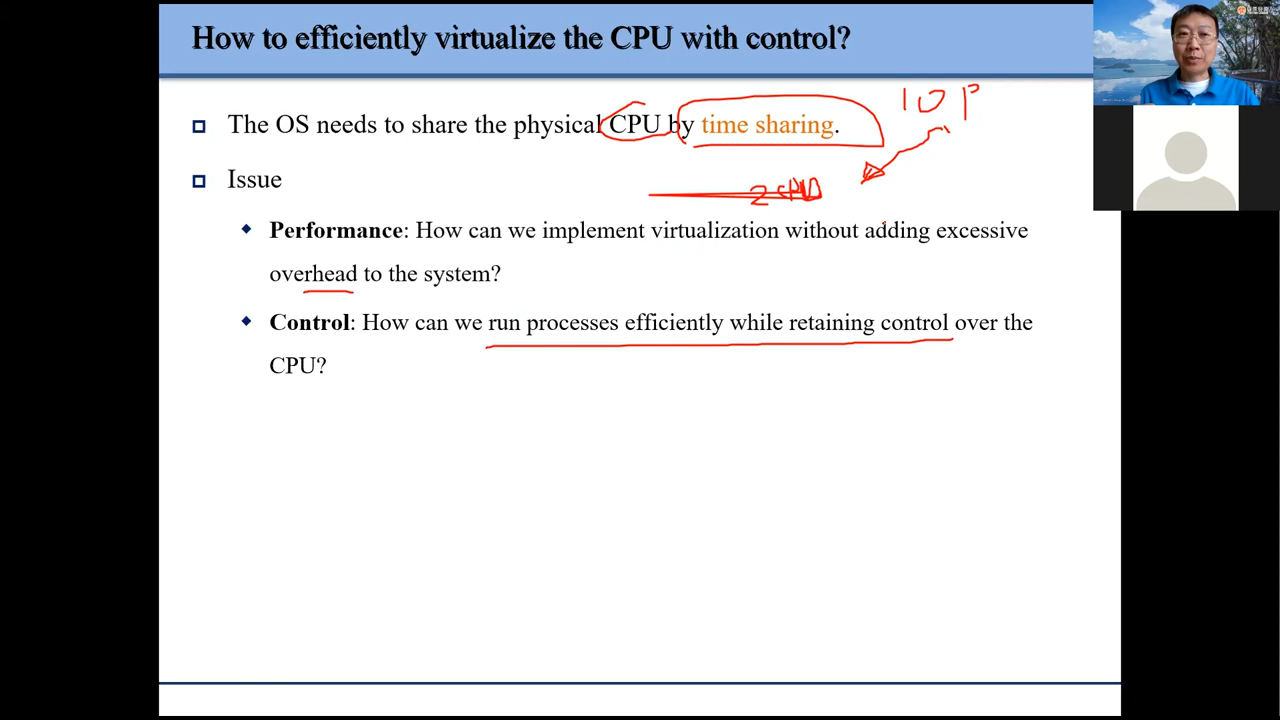 How to efficiently virtualize the CPU with control?
10 P
The OS needs to share the physical CPU by time sharing.
Issue
2 CPU
Performance: How can we implement virtualization without adding excessive
overhead to the system?
Control: How can we run processes efficiently while retaining control over the
CPU?